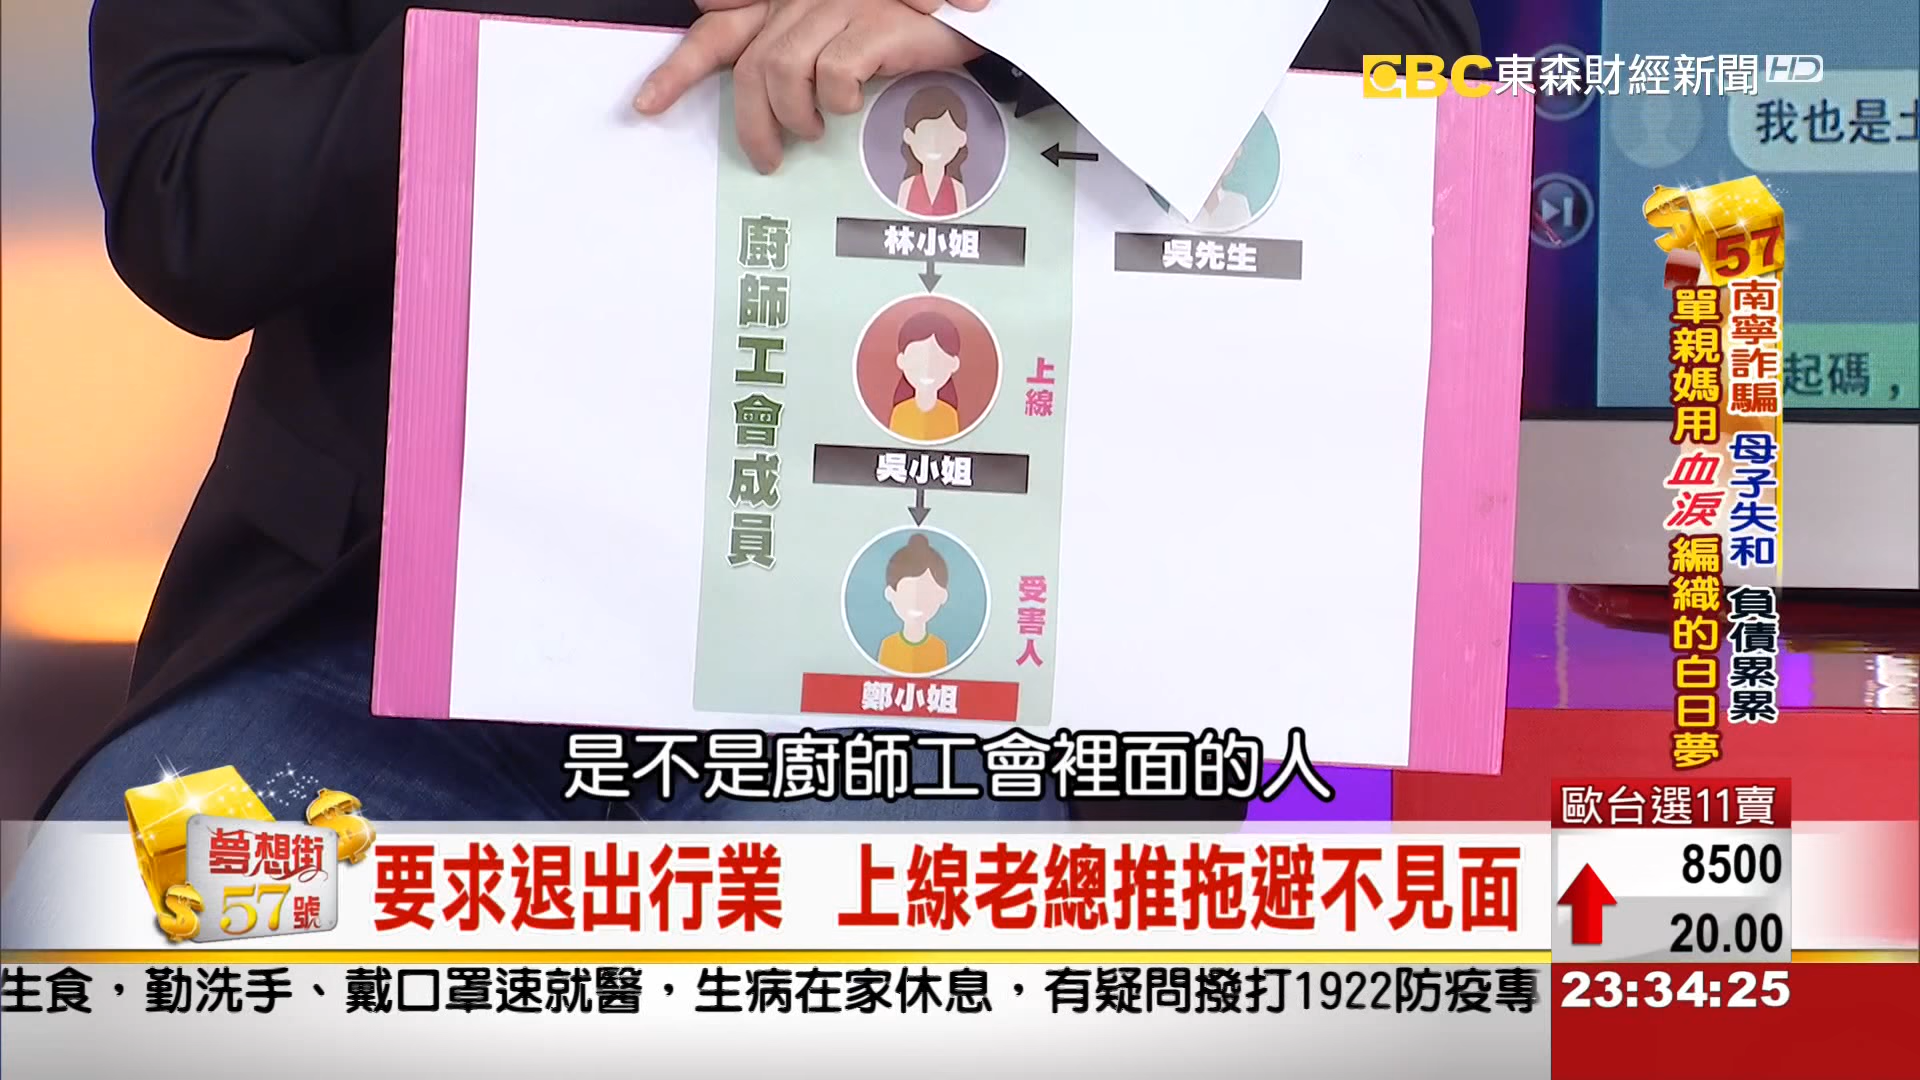 EBC東森財經新聞HD
我也是
起碼，
57
南寧詐騙 母子失和 負債累累
單親媽用血淚編織的白日夢
廚師工會成員
林小姐
吳先生
上線
吳小姐
受害人
鄭小姐
是不是廚師工會裡面的人
夢想街57號
要求退出行業 上線老總推拖避不見面
歐台選11賣
8500
20.00
生食，勤洗手、戴口罩速就醫，生病在家休息，有疑問撥打1922防疫專
23:34:25